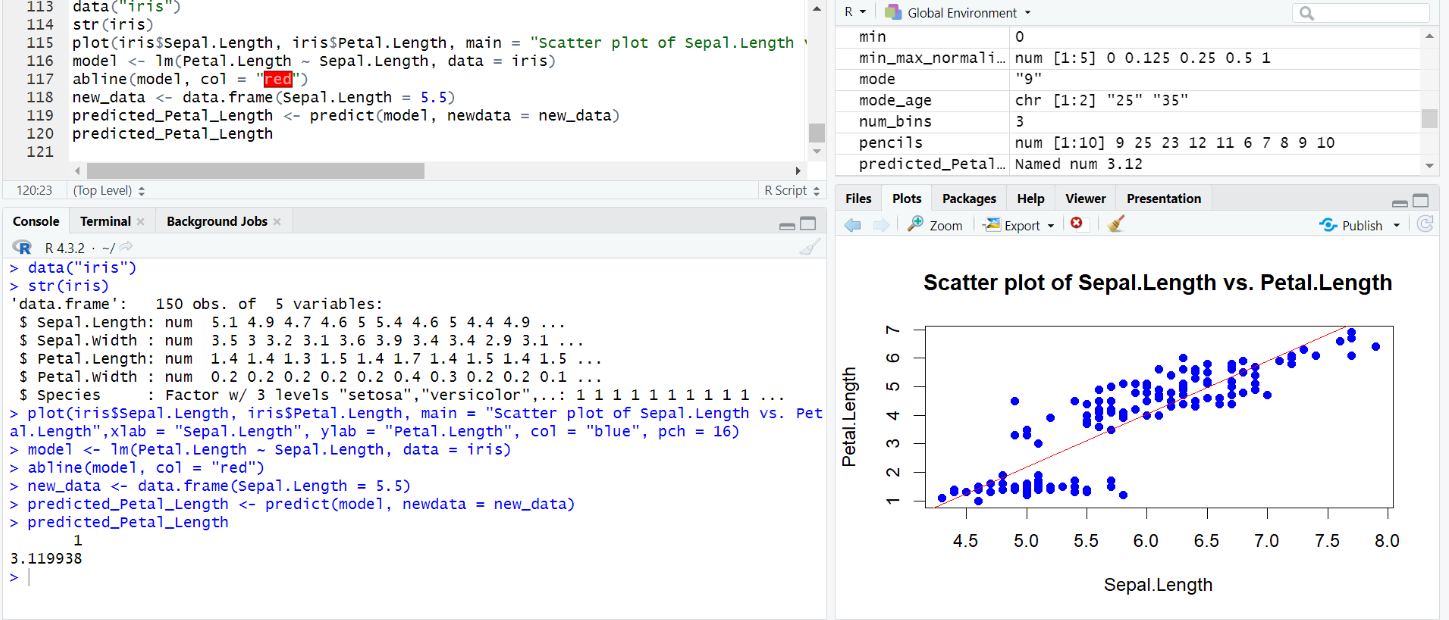 113 data("iris")
114 str(iris)
115 plot(iris$Sepal.Length, iris$Petal.Length, main = "Scatter plot of Sepal.Length
116 model <- lm(Petal.Length ~ Sepal.Length, data = iris)
117 abline(model, col = "red")
118 new_data <- data.frame(Sepal.Length = 5.5)
119 predicted_Petal_Length <- predict(model, newdata = new_data)
120 predicted_Petal_Length
121
120:23 (Top Level) R Script
Console Terminal Background Jobs
R R 4.3.2 · ~/
> data("iris")
> str(iris)
'data.frame': 150 obs. of 5 variables:
$ Sepal.Length: num 5.1 4.9 4.7 4.6 5 5.4 4.6 5 4.4 4.9 ...
$ Sepal.Width : num 3.5 3 3.2 3.1 3.6 3.9 3.4 3.4 2.9 3.1 ...
$ Petal.Length: num 1.4 1.4 1.3 1.5 1.4 1.7 1.4 1.5 1.4 1.5 ...
$ Petal.Width : num 0.2 0.2 0.2 0.2 0.2 0.4 0.3 0.2 0.2 0.1 ...
$ Species : Factor w/ 3 levels "setosa","versicolor",..: 1 1 1 1 1 1 1 1 1 1 ...
> plot(iris$Sepal.Length, iris$Petal.Length, main = "Scatter plot of Sepal.Length vs. Pet
al.Length",xlab = "Sepal.Length", ylab = "Petal.Length", col = "blue", pch = 16)
> model <- lm(Petal.Length ~ Sepal.Length, data = iris)
> abline(model, col = "red")
> new_data <- data.frame(Sepal.Length = 5.5)
> predicted_Petal_Length <- predict(model, newdata = new_data)
> predicted_Petal_Length
1
3.119938
>
R Global Environment
min 0
min_max_normali… num [1:5] 0 0.125 0.25 0.5 1
mode "9"
mode_age chr [1:2] "25" "35"
num_bins 3
pencils num [1:10] 9 25 23 12 11 6 7 8 9 10
predicted_Petal… Named num 3.12
Files Plots Packages Help Viewer Presentation
Zoom Export Publish
Scatter plot of Sepal.Length vs. Petal.Length
Petal.Length
7
6
5
4
3
2
1
4.5 5.0 5.5 6.0 6.5 7.0 7.5 8.0
Sepal.Length